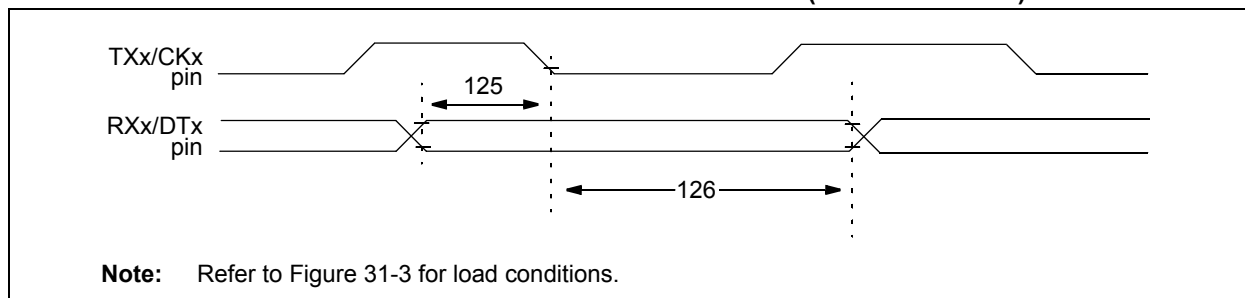 TXx/CKx
pin
125
RXx/DTx
pin
126
Note: Refer to Figure 31-3 for load conditions.